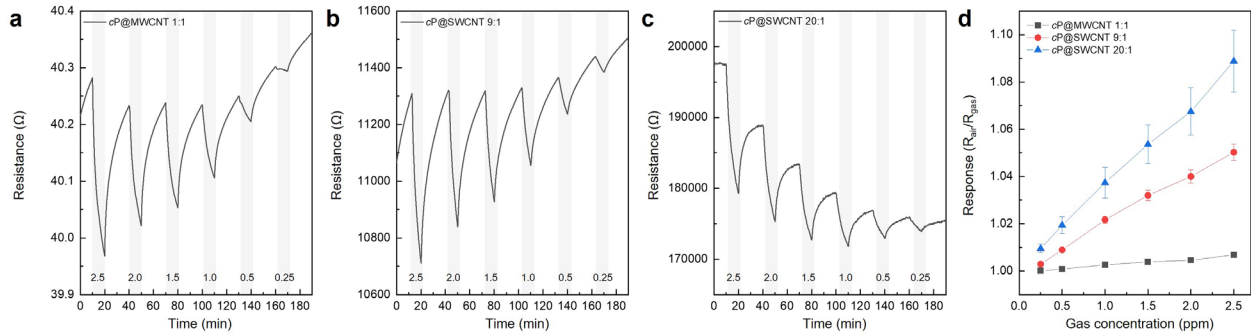 a
cP@MWCNT 1:1
40.4
40.3
40.2
40.1
40.0
39.9
Resistance (Ω)
2.5 2.0 1.5 1.0 0.5 0.25
0 20 40 60 80 100 120 140 160 180
Time (min)
b
cP@SWCNT 9:1
11600
11400
11200
11000
10800
10600
Resistance (Ω)
2.5 2.0 1.5 1.0 0.5 0.25
0 20 40 60 80 100 120 140 160 180
Time (min)
c
cP@SWCNT 20:1
200000
190000
180000
170000
Resistance (Ω)
2.5 2.0 1.5 1.0 0.5 0.25
0 20 40 60 80 100 120 140 160 180
Time (min)
d
cP@MWCNT 1:1
cP@SWCNT 9:1
cP@SWCNT 20:1
1.10
1.08
1.06
1.04
1.02
1.00
Response (Rair/Rgas)
0.0 0.5 1.0 1.5 2.0 2.5
Gas concentration (ppm)